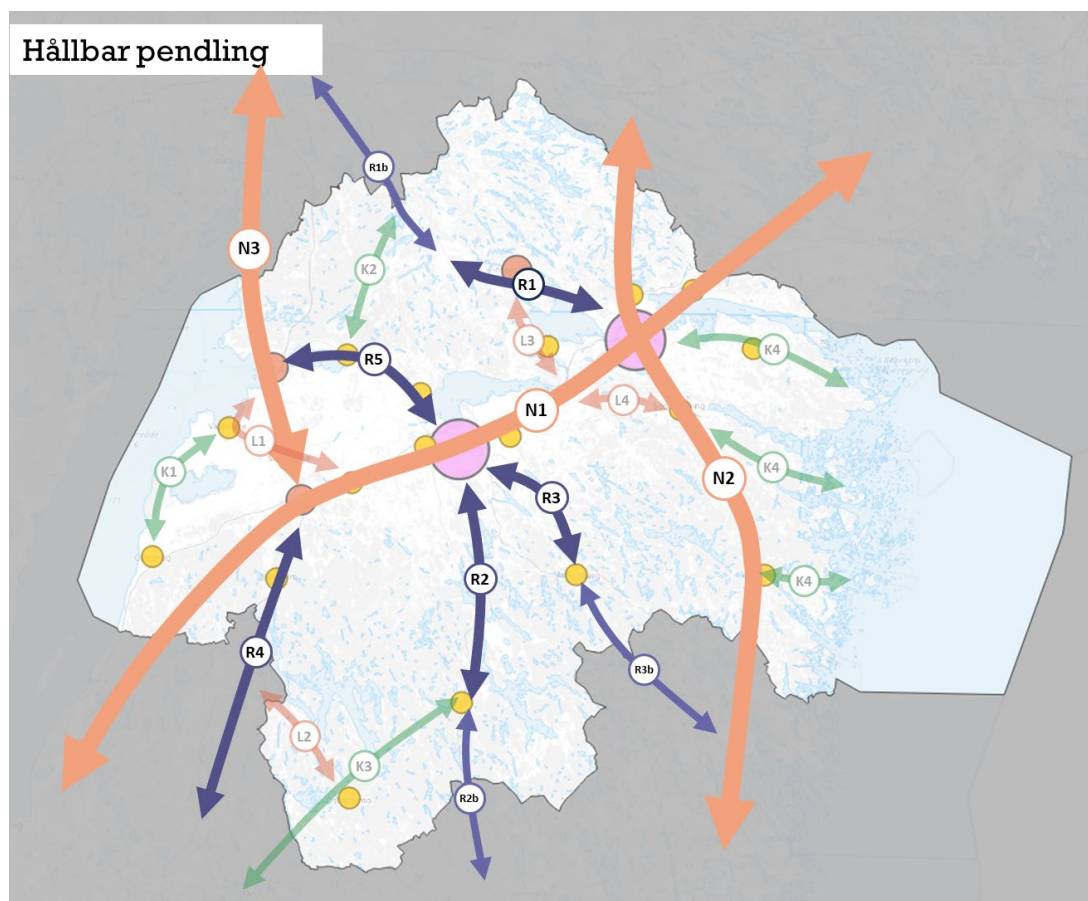 Hållbar pendling
R1b
N3
K2
R1
L3
R5
K4
L4
N1
L1
K1
K4
N2
R3
R2
K4
R4
R3b
L2
K3
R2b